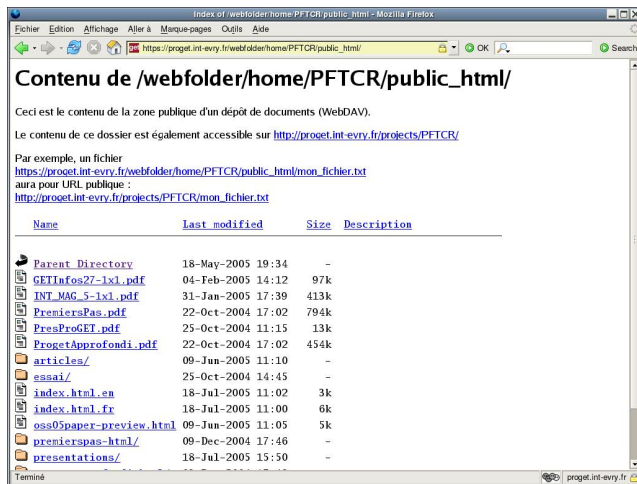 Index of /webfolder/home/PFTCR/public_html - Mozilla Firefox
Fichier Edition Affichage Aller à Marque-pages Outils Aide
https://proget.int-evry.fr/webfolder/home/PFTCR/public_html/ OK Search
Contenu de /webfolder/home/PFTCR/public_html/
Ceci est le contenu de la zone publique d'un dépôt de documents (WebDAV).
Le contenu de ce dossier est également accessible sur http://proget.int-evry.fr/projects/PFTCR/
Par exemple, un fichier
https://proget.int-evry.fr/webfolder/home/PFTCR/public_html/mon_fichier.txt
aura pour URL publique :
http://proget.int-evry.fr/projects/PFTCR/mon_fichier.txt
Name Last modified Size Description
Parent Directory 18-May-2005 19:34 -
GETInfos27-1x1.pdf 04-Feb-2005 14:12 97k
INT_MAG_5-1x1.pdf 31-Jan-2005 17:39 413k
PremiersPas.pdf 22-Oct-2004 17:02 794k
PresProGET.pdf 25-Oct-2004 11:15 13k
ProgetApprofondi.pdf 22-Oct-2004 17:02 454k
articles/ 09-Jun-2005 11:10 -
essai/ 25-Oct-2004 14:45 -
index.html.en 18-Jul-2005 11:02 3k
index.html.fr 18-Jul-2005 11:00 6k
oss05paper-preview.html 09-Jun-2005 11:05 5k
premierspas-html/ 09-Dec-2004 17:46 -
presentations/ 18-Jul-2005 15:50 -
Terminé proget.int-evry.fr